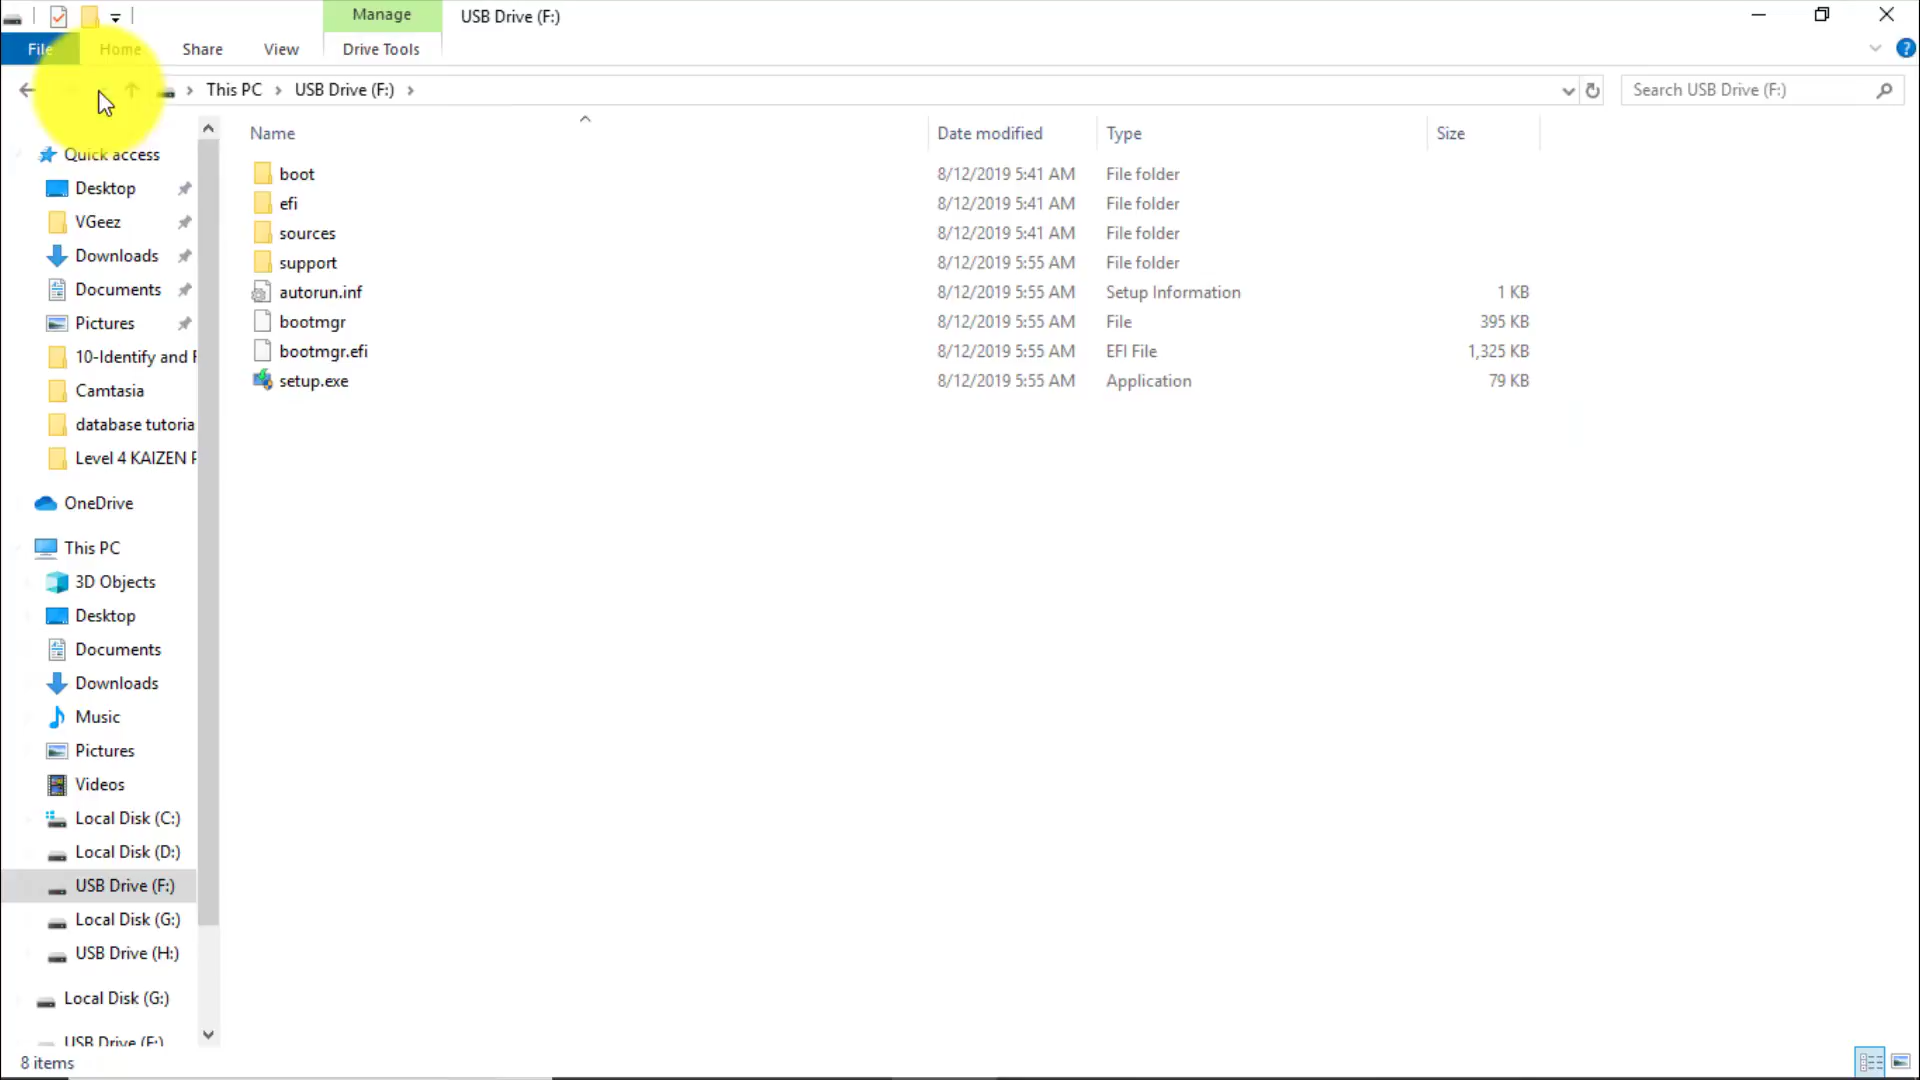 Manage
USB Drive (F:)
File
Home
Share
View
Drive Tools
This PC
USB Drive (F:)
Search USB Drive (F:)
Name
Date modified
Type
Size
boot
8/12/2019 5:41 AM
File folder
efi
8/12/2019 5:41 AM
File folder
sources
8/12/2019 5:41 AM
File folder
support
8/12/2019 5:55 AM
File folder
autorun.inf
8/12/2019 5:55 AM
Setup Information
1 KB
bootmgr
8/12/2019 5:55 AM
File
395 KB
bootmgr.efi
8/12/2019 5:55 AM
EFI File
1,325 KB
setup.exe
8/12/2019 5:55 AM
Application
79 KB
Quick access
Desktop
VGeez
Downloads
Documents
Pictures
10-Identify and
Camtasia
database tutoria
Level 4 KAIZEN
OneDrive
This PC
3D Objects
Desktop
Documents
Downloads
Music
Pictures
Videos
Local Disk (C:)
Local Disk (D:)
USB Drive (F:)
Local Disk (G:)
USB Drive (H:)
Local Disk (G:)
USB Drive (F:)
8 items